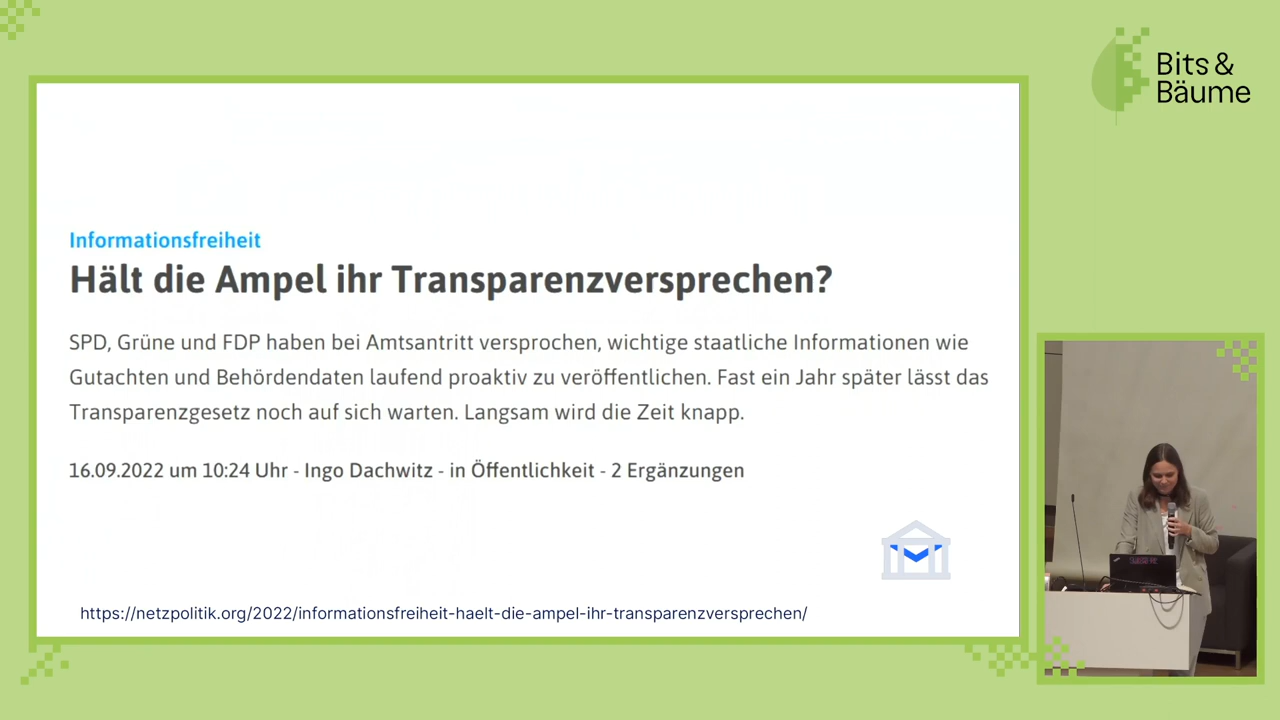 Bits &
Bäume
Informationsfreiheit
Hält die Ampel ihr Transparenzversprechen?
SPD, Grüne und FDP haben bei Amtsantritt versprochen, wichtige staatliche Informationen wie
Gutachten und Behördendaten laufend proaktiv zu veröffentlichen. Fast ein Jahr später lässt das
Transparenzgesetz noch auf sich warten. Langsam wird die Zeit knapp.
16.09.2022 um 10:24 Uhr - Ingo Dachwitz - in Öffentlichkeit - 2 Ergänzungen
https://netzpolitik.org/2022/informationsfreiheit-haelt-die-ampel-ihr-transparenzversprechen/